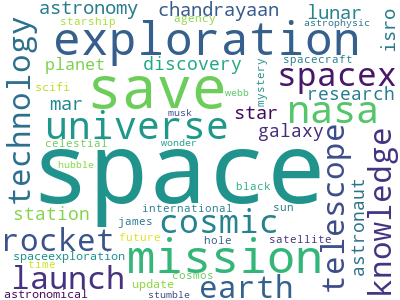 astronomy
chandrayaan
lunar
isro
starship
agency
astrophysic
exploration
spacecraft
technology
planet
discovery
spacex
scifi
save
mystery
research
mar
webb
star
nasa
universe
musk
galaxy
telescope
knowledge
celestial
wonder
hubble
space
astronaut
black
station
international
sun
cosmic
james
rocket
future
hole
satellite
spaceexploration
mission
time
launch
cosmos
earth
update
astronomical
stumble